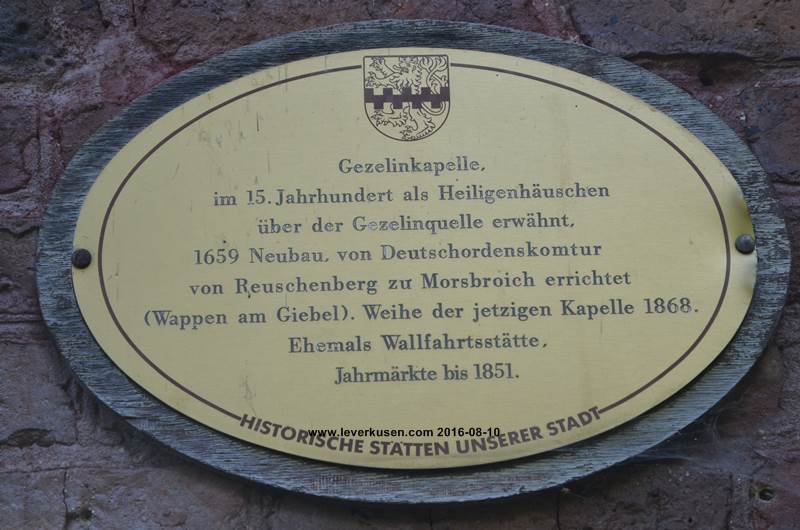 Gezelinkapelle,
im 15. Jahrhundert als Heiligenhäuschen
über der Gezelinquelle erwähnt,
1659 Neubau, von Deutschordenskomtur
von Reuschenberg zu Morsbroich errichtet
(Wappen am Giebel). Weihe der jetzigen Kapelle 1868.
Ehemals Wallfahrtsstätte,
Jahrmärkte bis 1851.
www.leverkusen.com 2016-08-10
HISTORISCHE STÄTTEN UNSERER STADT